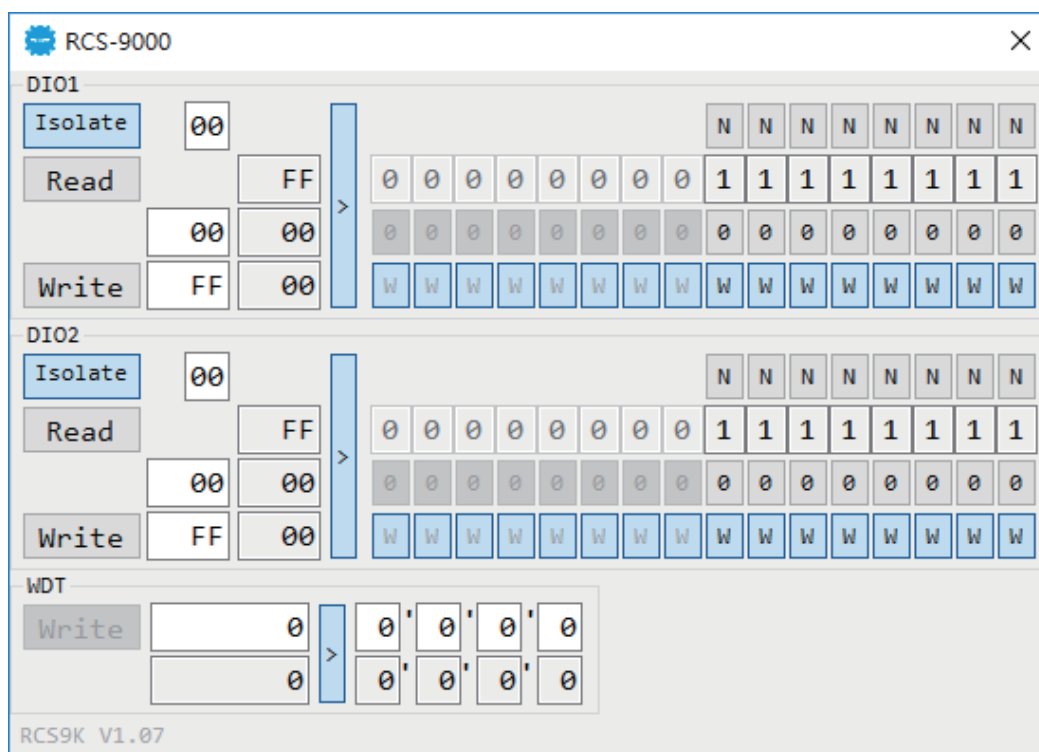 RCS-9000
DIO1
Isolate 00 N N N N N N N N
Read FF 0 0 0 0 0 0 0 0 1 1 1 1 1 1 1 1
>
00 00 0 0 0 0 0 0 0 0 0 0 0 0 0 0 0 0
Write FF 00 W W W W W W W W W W W W W W W W
DIO2
Isolate 00 N N N N N N N N
Read FF 0 0 0 0 0 0 0 0 1 1 1 1 1 1 1 1
>
00 00 0 0 0 0 0 0 0 0 0 0 0 0 0 0 0 0
Write FF 00 W W W W W W W W W W W W W W W W
WDT
Write 0 0'0'0'0
>
0 0'0'0'0
RCS9K V1.07